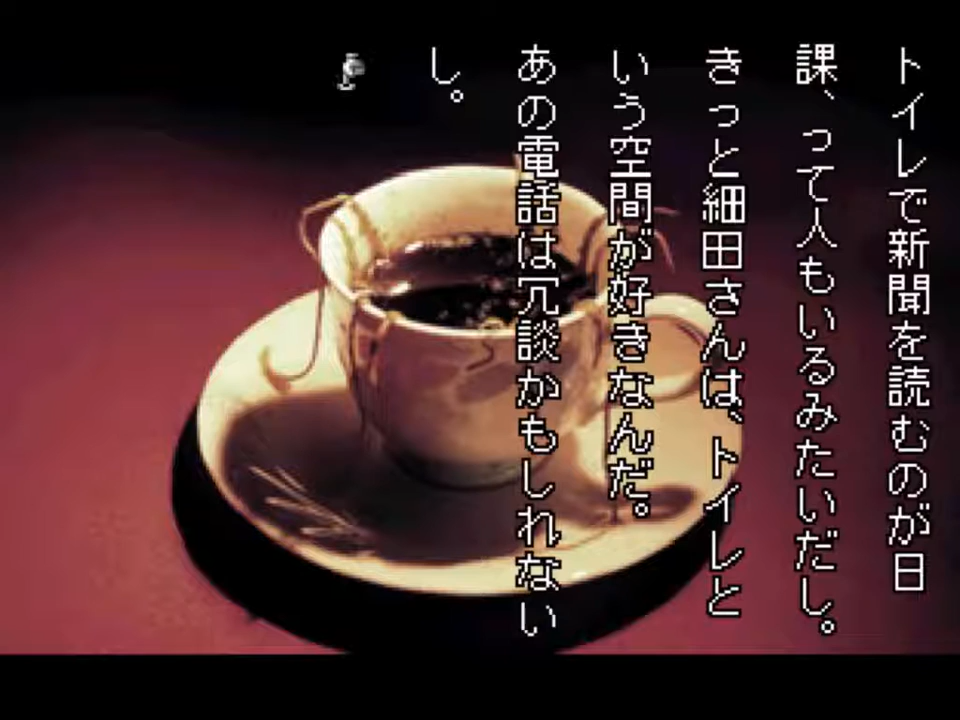 トイレで新聞を読むのが日
課、って人もいるみたいだし。
きっと細田さんは、トイレと
いう空間が好きなんだ。
あの電話は冗談かもしれない
し。